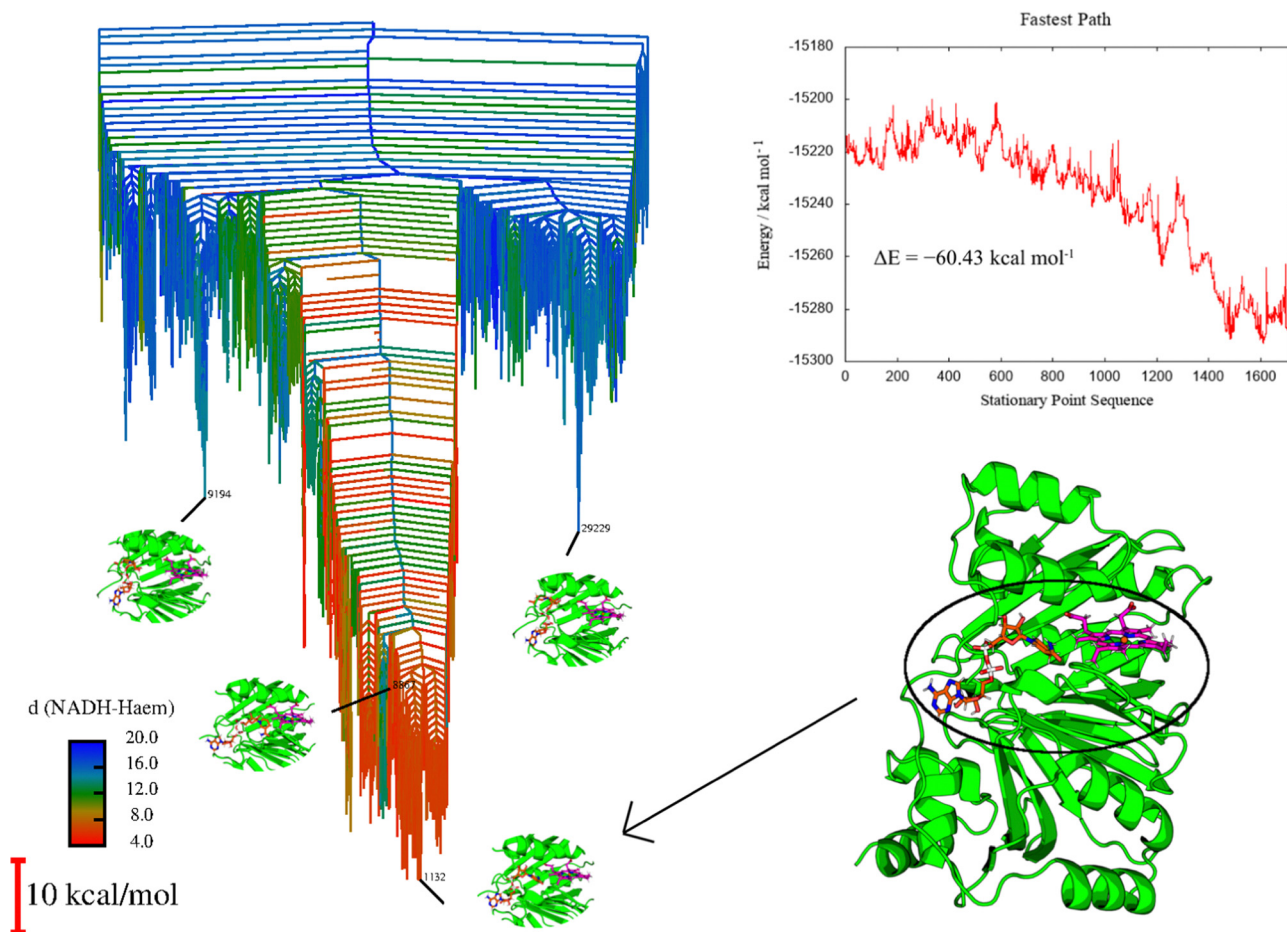 Fastest Path
-15180
-15200
-15220
-15240
-15260
-15280
-15300
Energy / kcal mol⁻¹
ΔE = −60.43 kcal mol⁻¹
0 200 400 600 800 1000 1200 1400 1600
Stationary Point Sequence
9194
29229
8867
d (NADH-Haem)
20.0
16.0
12.0
8.0
4.0
1132
10 kcal/mol